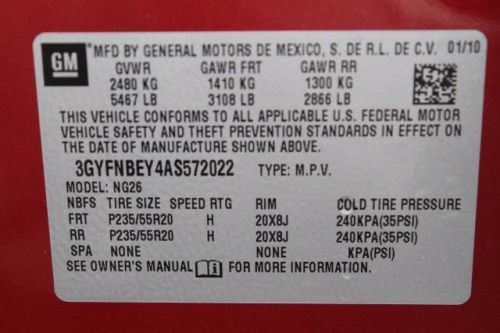 GM
MFD BY GENERAL MOTORS DE MEXICO, S. DE R.L. DE C.V. 01/10
GVWR GAWR FRT GAWR RR
2480 KG 1410 KG 1300 KG
5467 LB 3108 LB 2866 LB
THIS VEHICLE CONFORMS TO ALL APPLICABLE U.S. FEDERAL MOTOR
VEHICLE SAFETY AND THEFT PREVENTION STANDARDS IN EFFECT ON
THE DATE OF MANUFACTURE SHOWN ABOVE.
3GYFNBEY4AS572022 TYPE: M.P.V.
MODEL: NG26
NBFS TIRE SIZE SPEED RTG RIM COLD TIRE PRESSURE
FRT P235/55R20 H 20X8J 240KPA(35PSI)
RR P235/55R20 H 20X8J 240KPA(35PSI)
SPA NONE NONE KPA(PSI)
SEE OWNER'S MANUAL FOR MORE INFORMATION.